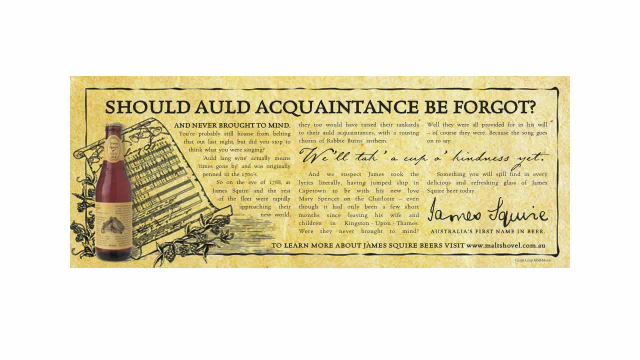 SHOULD AULD ACQUAINTANCE BE FORGOT?
AND NEVER BROUGHT TO MIND.
You're probably still hoarse from belting
that out last night, but did you stop to
think what you were singing?
'Auld lang syne' actually means
'times gone by' and was originally
penned in the 1700's.
So on the eve of 1788, as
James Squire and the rest
of the fleet were rapidly
approaching their
new world,
they too would have raised their tankards
to their auld acquaintances, with a rousing
chorus of Rabbie Burns' anthem.
We'll tak' a cup o' kindness yet,
And we suspect James took the
lyrics literally, having jumped ship in
Capetown to be with his new love
Mary Spencer on the Charlotte – even
though it had only been a few short
months since leaving his wife and
children in Kingston-Upon-Thames.
Were they never brought to mind?
Well they were all provided for in his will
– of course they were. Because the song goes
on to say:
Something you will still find in every
delicious and refreshing glass of James
Squire beer today.
James Squire
AUSTRALIA'S FIRST NAME IN BEER.
TO LEARN MORE ABOUT JAMES SQUIRE BEERS VISIT www.maltshovel.com.au